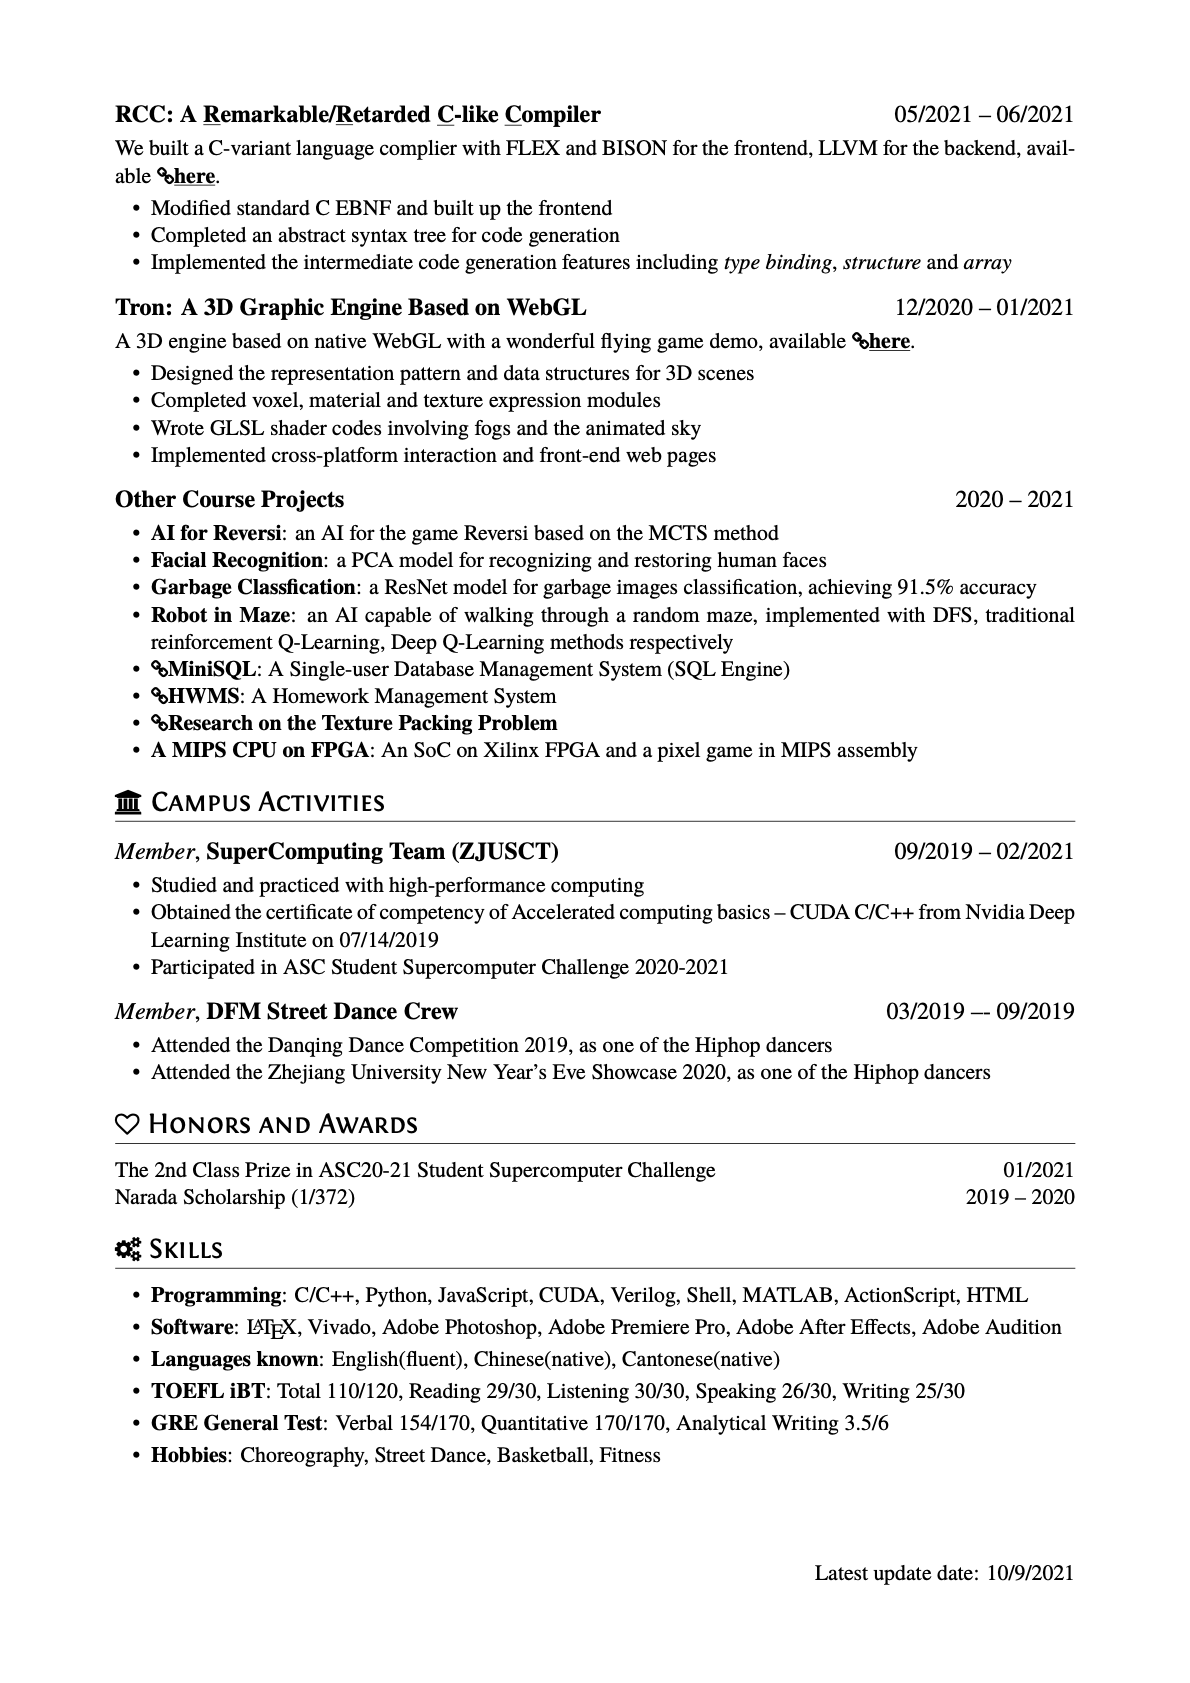 RCC: A Remarkable/Retarded C-like Compiler 05/2021 – 06/2021
We built a C-variant language complier with FLEX and BISON for the frontend, LLVM for the backend, avail-
able here.
• Modified standard C EBNF and built up the frontend
• Completed an abstract syntax tree for code generation
• Implemented the intermediate code generation features including type binding, structure and array
Tron: A 3D Graphic Engine Based on WebGL 12/2020 – 01/2021
A 3D engine based on native WebGL with a wonderful flying game demo, available here.
• Designed the representation pattern and data structures for 3D scenes
• Completed voxel, material and texture expression modules
• Wrote GLSL shader codes involving fogs and the animated sky
• Implemented cross-platform interaction and front-end web pages
Other Course Projects 2020 – 2021
• AI for Reversi: an AI for the game Reversi based on the MCTS method
• Facial Recognition: a PCA model for recognizing and restoring human faces
• Garbage Classfication: a ResNet model for garbage images classification, achieving 91.5% accuracy
• Robot in Maze: an AI capable of walking through a random maze, implemented with DFS, traditional
reinforcement Q-Learning, Deep Q-Learning methods respectively
• MiniSQL: A Single-user Database Management System (SQL Engine)
• HWMS: A Homework Management System
• Research on the Texture Packing Problem
• A MIPS CPU on FPGA: An SoC on Xilinx FPGA and a pixel game in MIPS assembly
CAMPUS ACTIVITIES
Member, SuperComputing Team (ZJUSCT) 09/2019 – 02/2021
• Studied and practiced with high-performance computing
• Obtained the certificate of competency of Accelerated computing basics – CUDA C/C++ from Nvidia Deep
Learning Institute on 07/14/2019
• Participated in ASC Student Supercomputer Challenge 2020-2021
Member, DFM Street Dance Crew 03/2019 –- 09/2019
• Attended the Danqing Dance Competition 2019, as one of the Hiphop dancers
• Attended the Zhejiang University New Year's Eve Showcase 2020, as one of the Hiphop dancers
HONORS AND AWARDS
The 2nd Class Prize in ASC20-21 Student Supercomputer Challenge 01/2021
Narada Scholarship (1/372) 2019 – 2020
SKILLS
• Programming: C/C++, Python, JavaScript, CUDA, Verilog, Shell, MATLAB, ActionScript, HTML
• Software: LATEX, Vivado, Adobe Photoshop, Adobe Premiere Pro, Adobe After Effects, Adobe Audition
• Languages known: English(fluent), Chinese(native), Cantonese(native)
• TOEFL iBT: Total 110/120, Reading 29/30, Listening 30/30, Speaking 26/30, Writing 25/30
• GRE General Test: Verbal 154/170, Quantitative 170/170, Analytical Writing 3.5/6
• Hobbies: Choreography, Street Dance, Basketball, Fitness
Latest update date: 10/9/2021